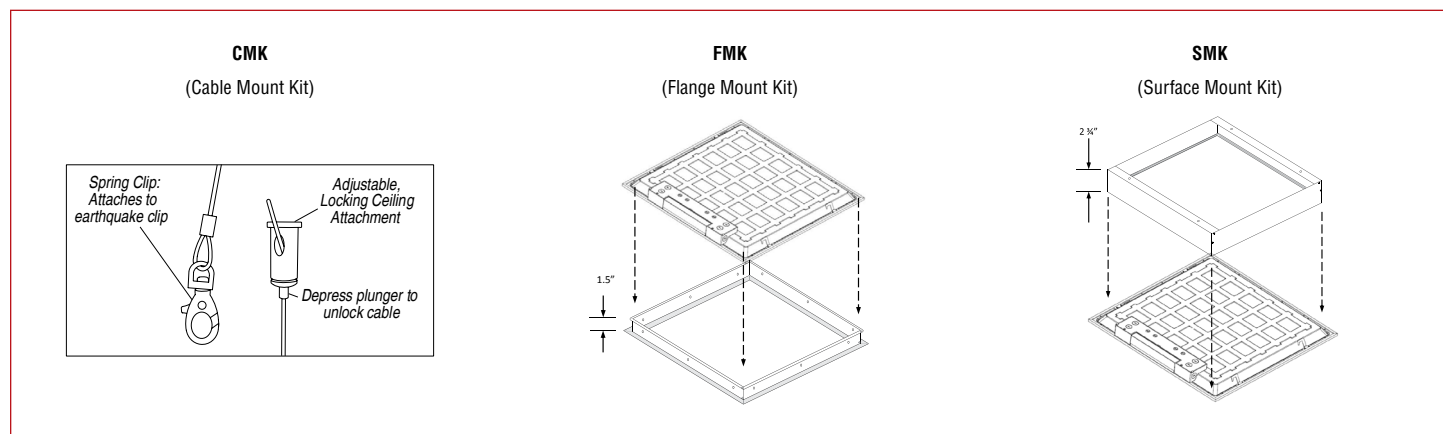 CMK
(Cable Mount Kit)
Spring Clip:
Attaches to
earthquake clip
Adjustable,
Locking Ceiling
Attachment
Depress plunger to
unlock cable
FMK
(Flange Mount Kit)
1.5"
SMK
(Surface Mount Kit)
2 ¾"